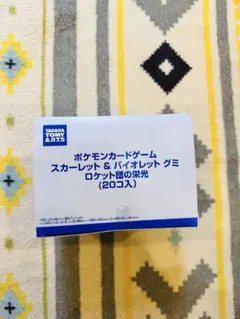 TAKARA
TOMY
A.R.T.S
ポケモンカードゲーム
スカーレット & バイオレット グミ
ロケット団の栄光
(20コ入)